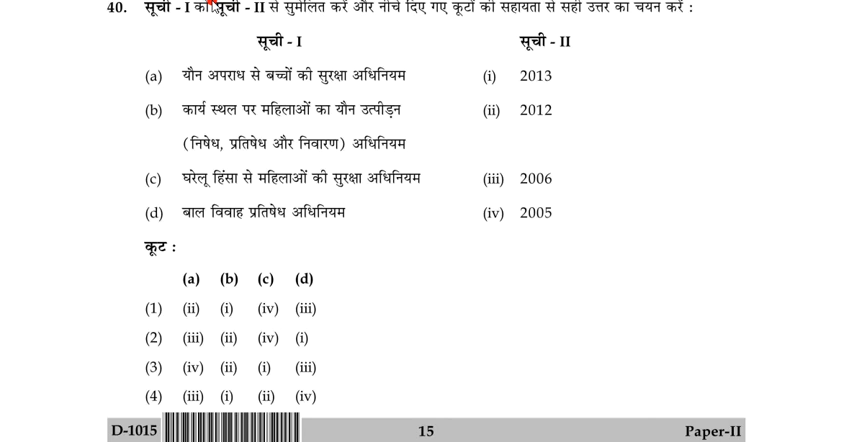 40. सूची - I को सूची - II से सुमेलित करें और नीचे दिए गए कूटों की सहायता से सही उत्तर का चयन करें :
सूची - I सूची - II
(a) यौन अपराध से बच्चों की सुरक्षा अधिनियम (i) 2013
(b) कार्य स्थल पर महिलाओं का यौन उत्पीड़न (ii) 2012
(निषेध, प्रतिषेध और निवारण) अधिनियम
(c) घरेलू हिंसा से महिलाओं की सुरक्षा अधिनियम (iii) 2006
(d) बाल विवाह प्रतिषेध अधिनियम (iv) 2005
कूट :
(a) (b) (c) (d)
(1) (ii) (i) (iv) (iii)
(2) (iii) (ii) (iv) (i)
(3) (iv) (ii) (i) (iii)
(4) (iii) (i) (ii) (iv)
D-1015 15 Paper-II